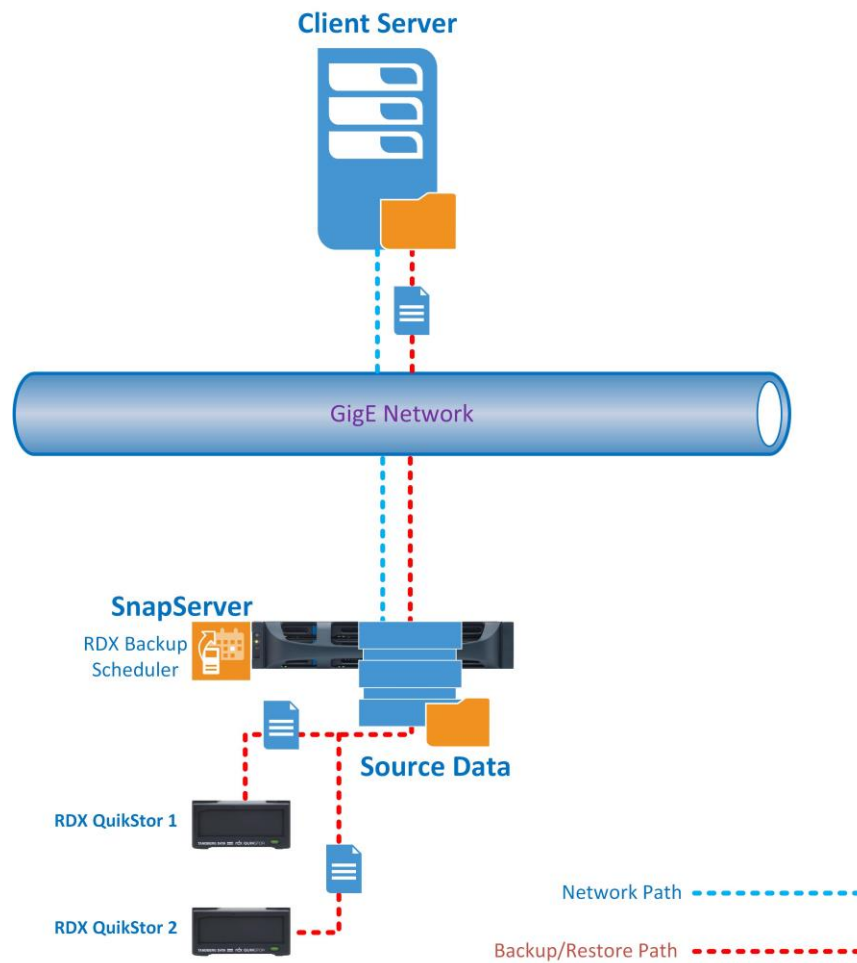 Client Server
GigE Network
SnapServer
RDX Backup
Scheduler
Source Data
RDX QuikStor 1
RDX QuikStor 2
Network Path
Backup/Restore Path